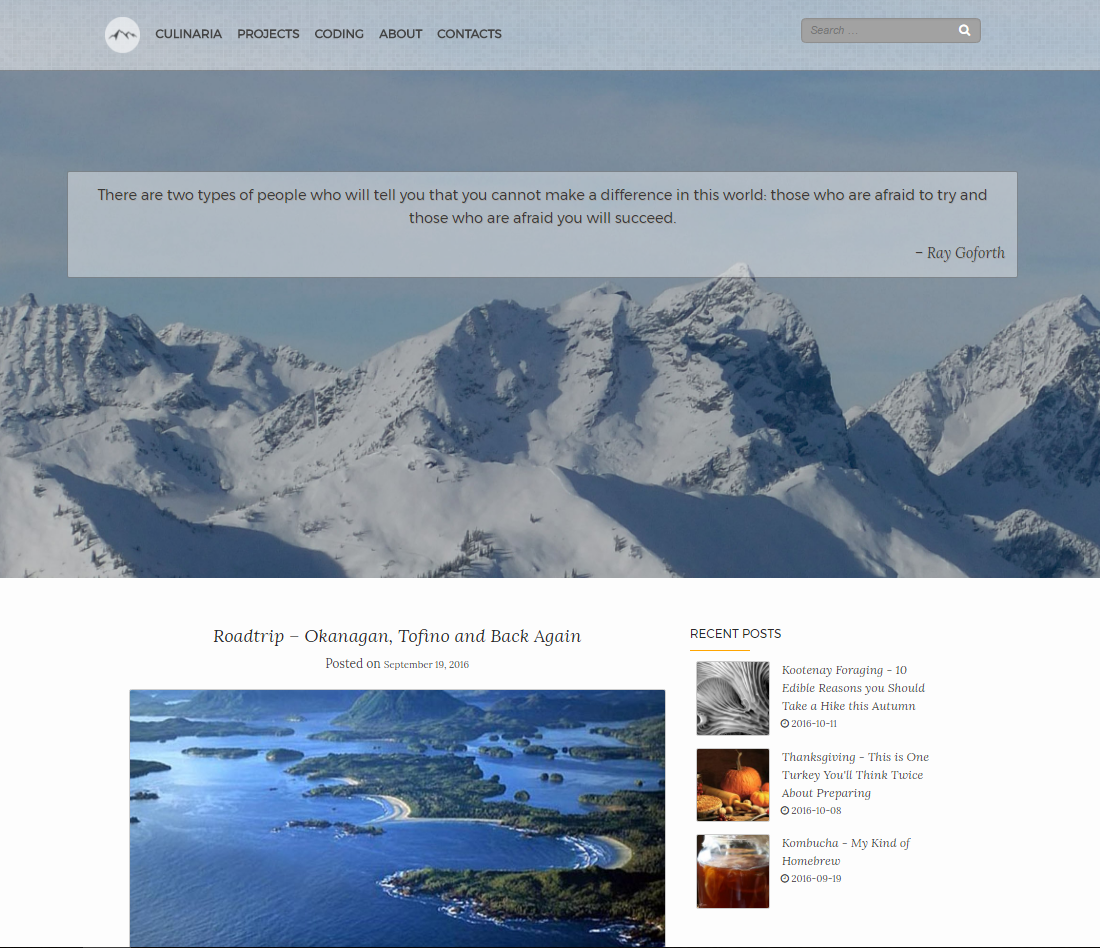 CULINARIA PROJECTS CODING ABOUT CONTACTS
Search ...
There are two types of people who will tell you that you cannot make a difference in this world: those who are afraid to try and
those who are afraid you will succeed.
– Ray Goforth
Roadtrip – Okanagan, Tofino and Back Again
Posted on September 19, 2016
RECENT POSTS
Kootenay Foraging - 10
Edible Reasons you Should
Take a Hike this Autumn
2016-10-11
Thanksgiving - This is One
Turkey You'll Think Twice
About Preparing
2016-10-08
Kombucha - My Kind of
Homebrew
2016-09-19